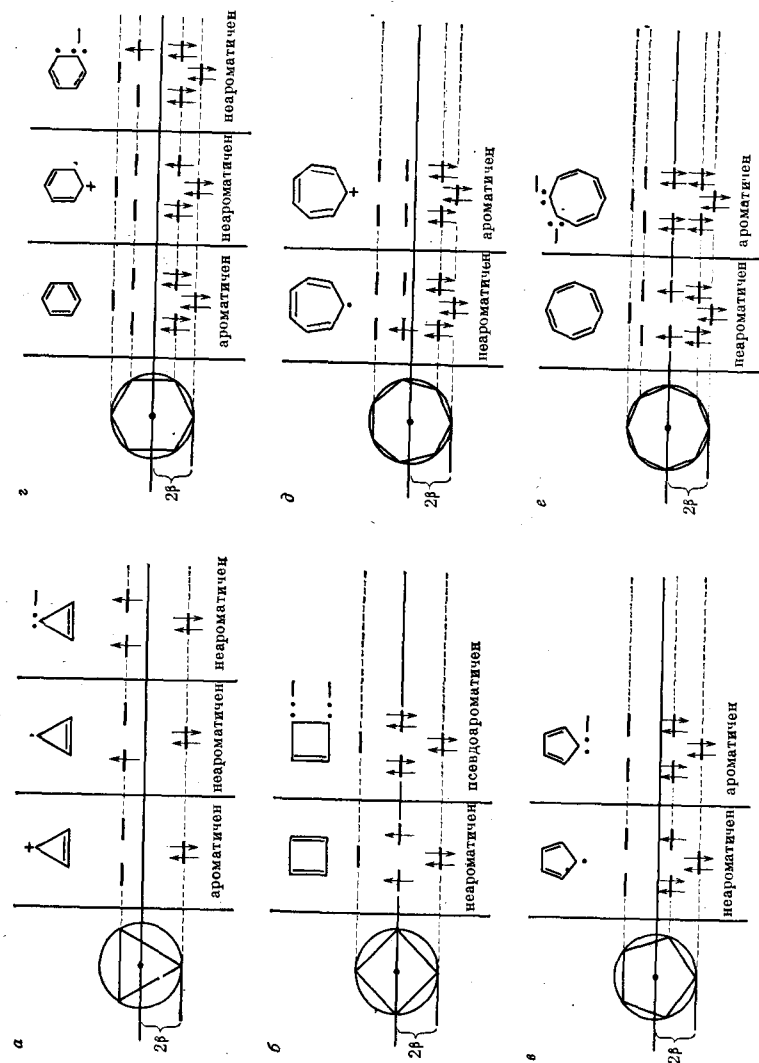 а
+
ароматичен
неароматичен
—
неароматичен
2β
б
неароматичен
— —
псевдоароматичен
2β
в
неароматичен
—
ароматичен
2β
г
ароматичен
+
неароматичен
—
неароматичен
2β
д
неароматичен
+
ароматичен
2β
е
неароматичен
— —
ароматичен
2β